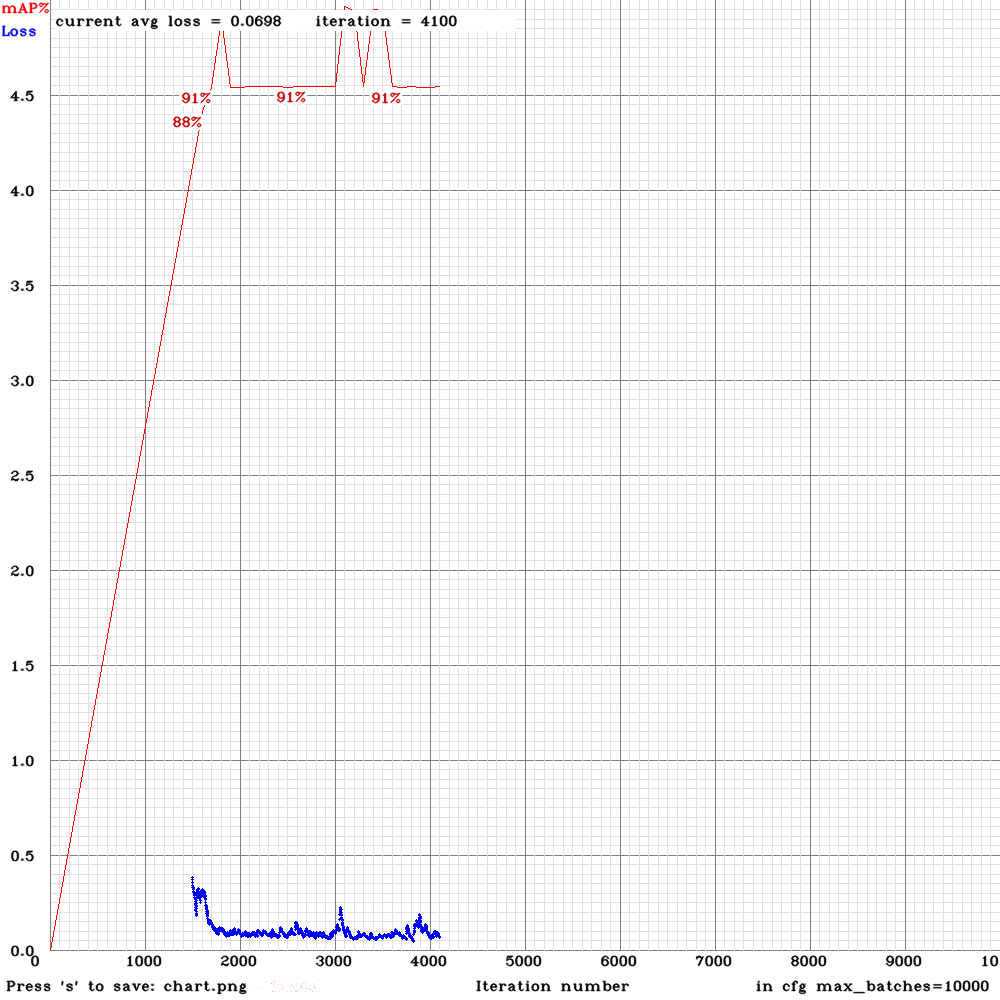 mAP%
current avg loss = 0.0698 iteration = 4100
Loss
91% 91% 91%
4.5
88%
4.0
3.5
3.0
2.5
2.0
1.5
1.0
0.5
0.0
0 1000 2000 3000 4000 5000 6000 7000 8000 9000 10
Press 's' to save: chart.png Iteration number in cfg max_batches=10000